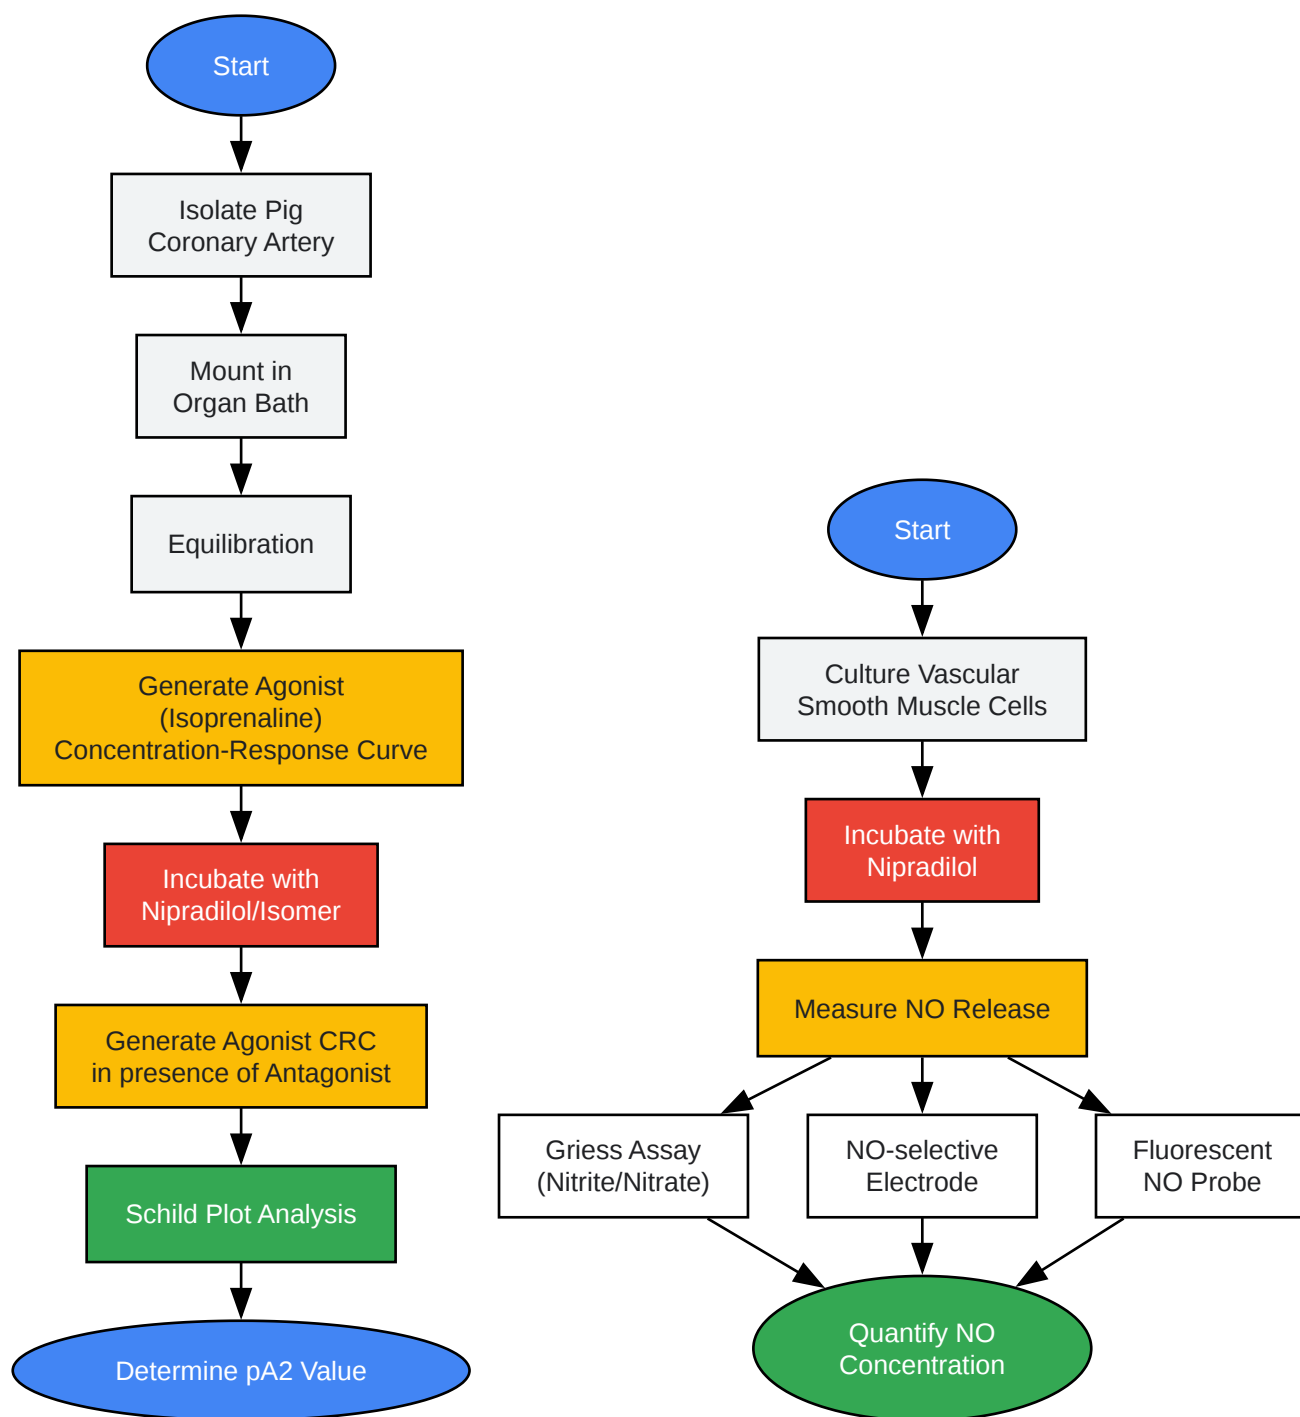 Start
Isolate Pig
Coronary Artery
Mount in
Organ Bath
Equilibration
Generate Agonist
(Isoprenaline)
Concentration-Response Curve
Incubate with
Nipradilol/Isomer
Generate Agonist CRC
in presence of Antagonist
Schild Plot Analysis
Determine pA2 Value
Start
Culture Vascular
Smooth Muscle Cells
Incubate with
Nipradilol
Measure NO Release
Griess Assay
(Nitrite/Nitrate)
NO-selective
Electrode
Fluorescent
NO Probe
Quantify NO
Concentration